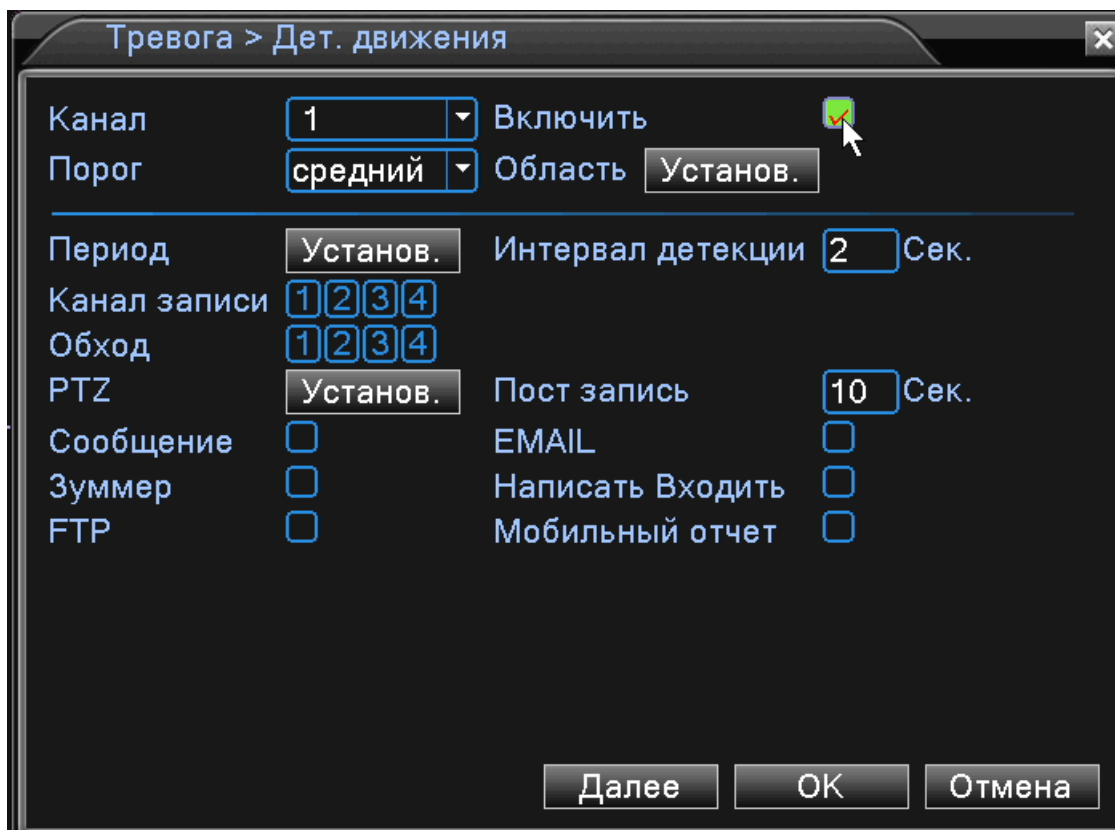 Тревога > Дет. движения
Канал 1 Включить
Порог средний Область Установ.
Период Установ. Интервал детекции 2 Сек.
Канал записи 1 2 3 4
Обход 1 2 3 4
PTZ Установ. Пост запись 10 Сек.
Сообщение EMAIL
Зуммер Написать Входить
FTP Мобильный отчет
Далее OK Отмена